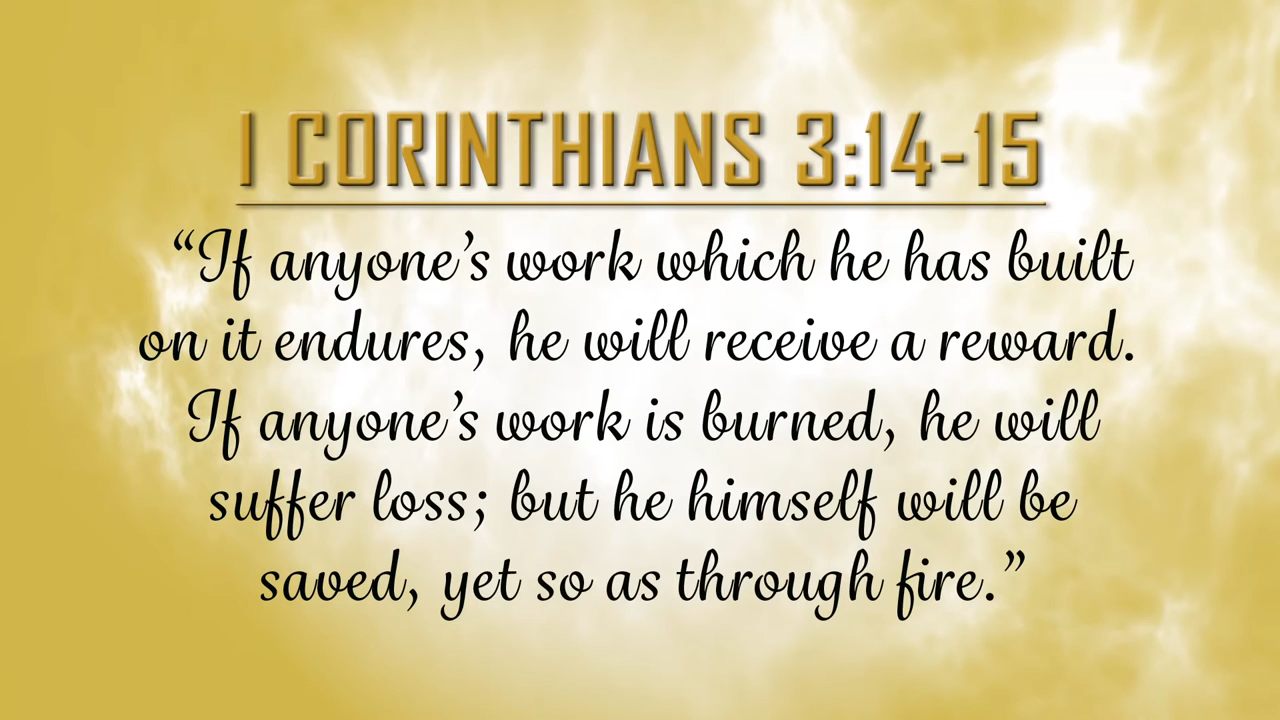 I CORINTHIANS 3:14-15
“If anyone’s work which he has built
on it endures, he will receive a reward.
If anyone’s work is burned, he will
suffer loss; but he himself will be
saved, yet so as through fire.”